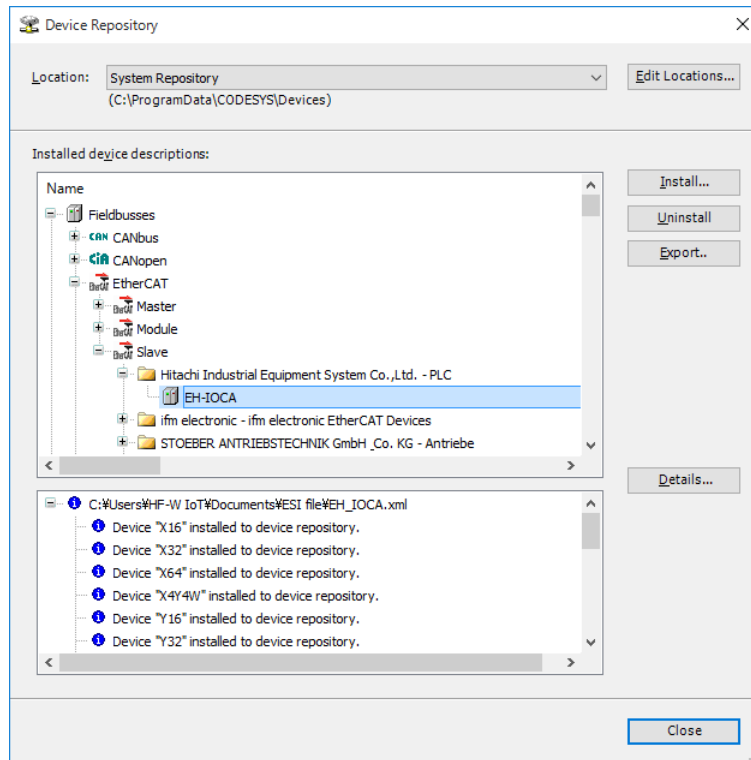 Device Repository
Location: System Repository Edit Locations...
(C:\ProgramData\CODESYS\Devices)
Installed device descriptions:
Name
Install...
Fieldbusses
Uninstall
CAN CANbus
CiA CANopen
Export..
EtherCAT
Master
Module
Slave
Hitachi Industrial Equipment System Co.,Ltd. - PLC
EH-IOCA
ifm electronic - ifm electronic EtherCAT Devices
STOEBER ANTRIEBSTECHNIK GmbH _Co. KG - Antriebe
Details...
C:¥Users¥HF-W IoT¥Documents¥ESI file¥EH_IOCA.xml
Device "X16" installed to device repository.
Device "X32" installed to device repository.
Device "X64" installed to device repository.
Device "X4Y4W" installed to device repository.
Device "Y16" installed to device repository.
Device "Y32" installed to device repository.
Close